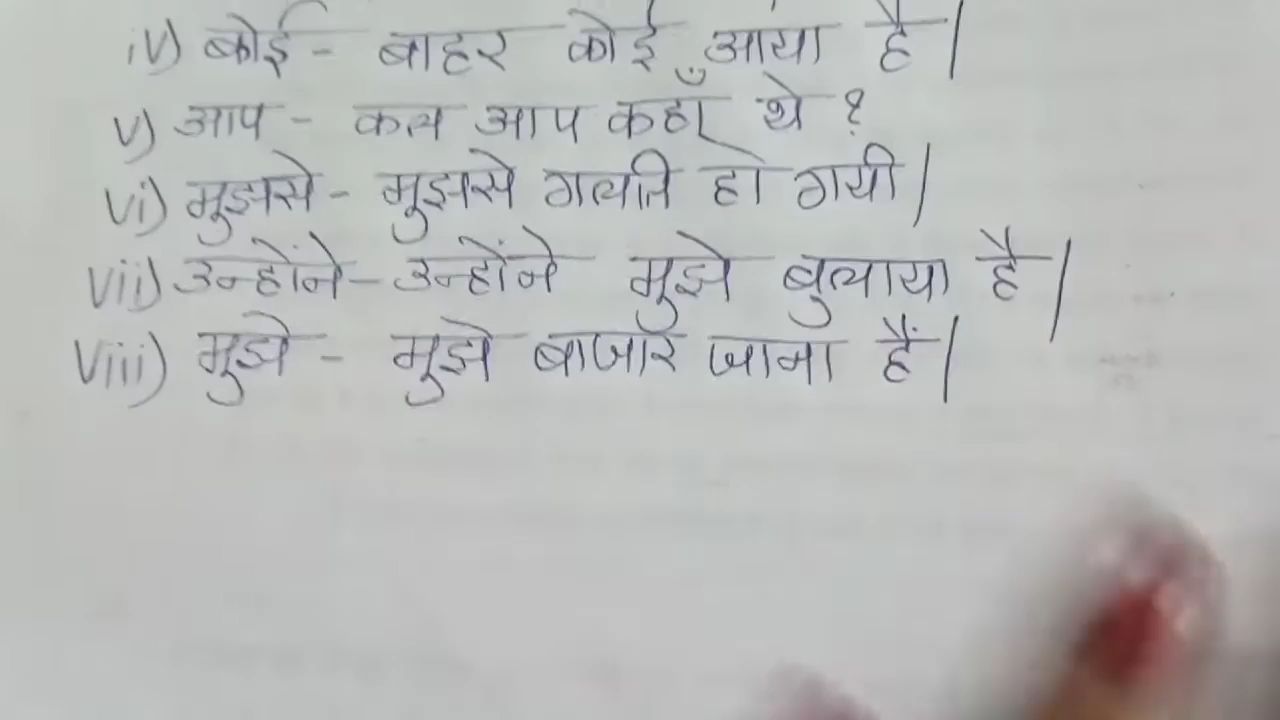 iv) कोई - बाहर कोई आया है।
v) आप - कल आप कहाँ थे ?
vi) मुझसे - मुझसे गलति हो गयी।
vii) उन्होंने - उन्होंने मुझे बुलाया है।
viii) मुझे - मुझे बाजार जाना हैं।